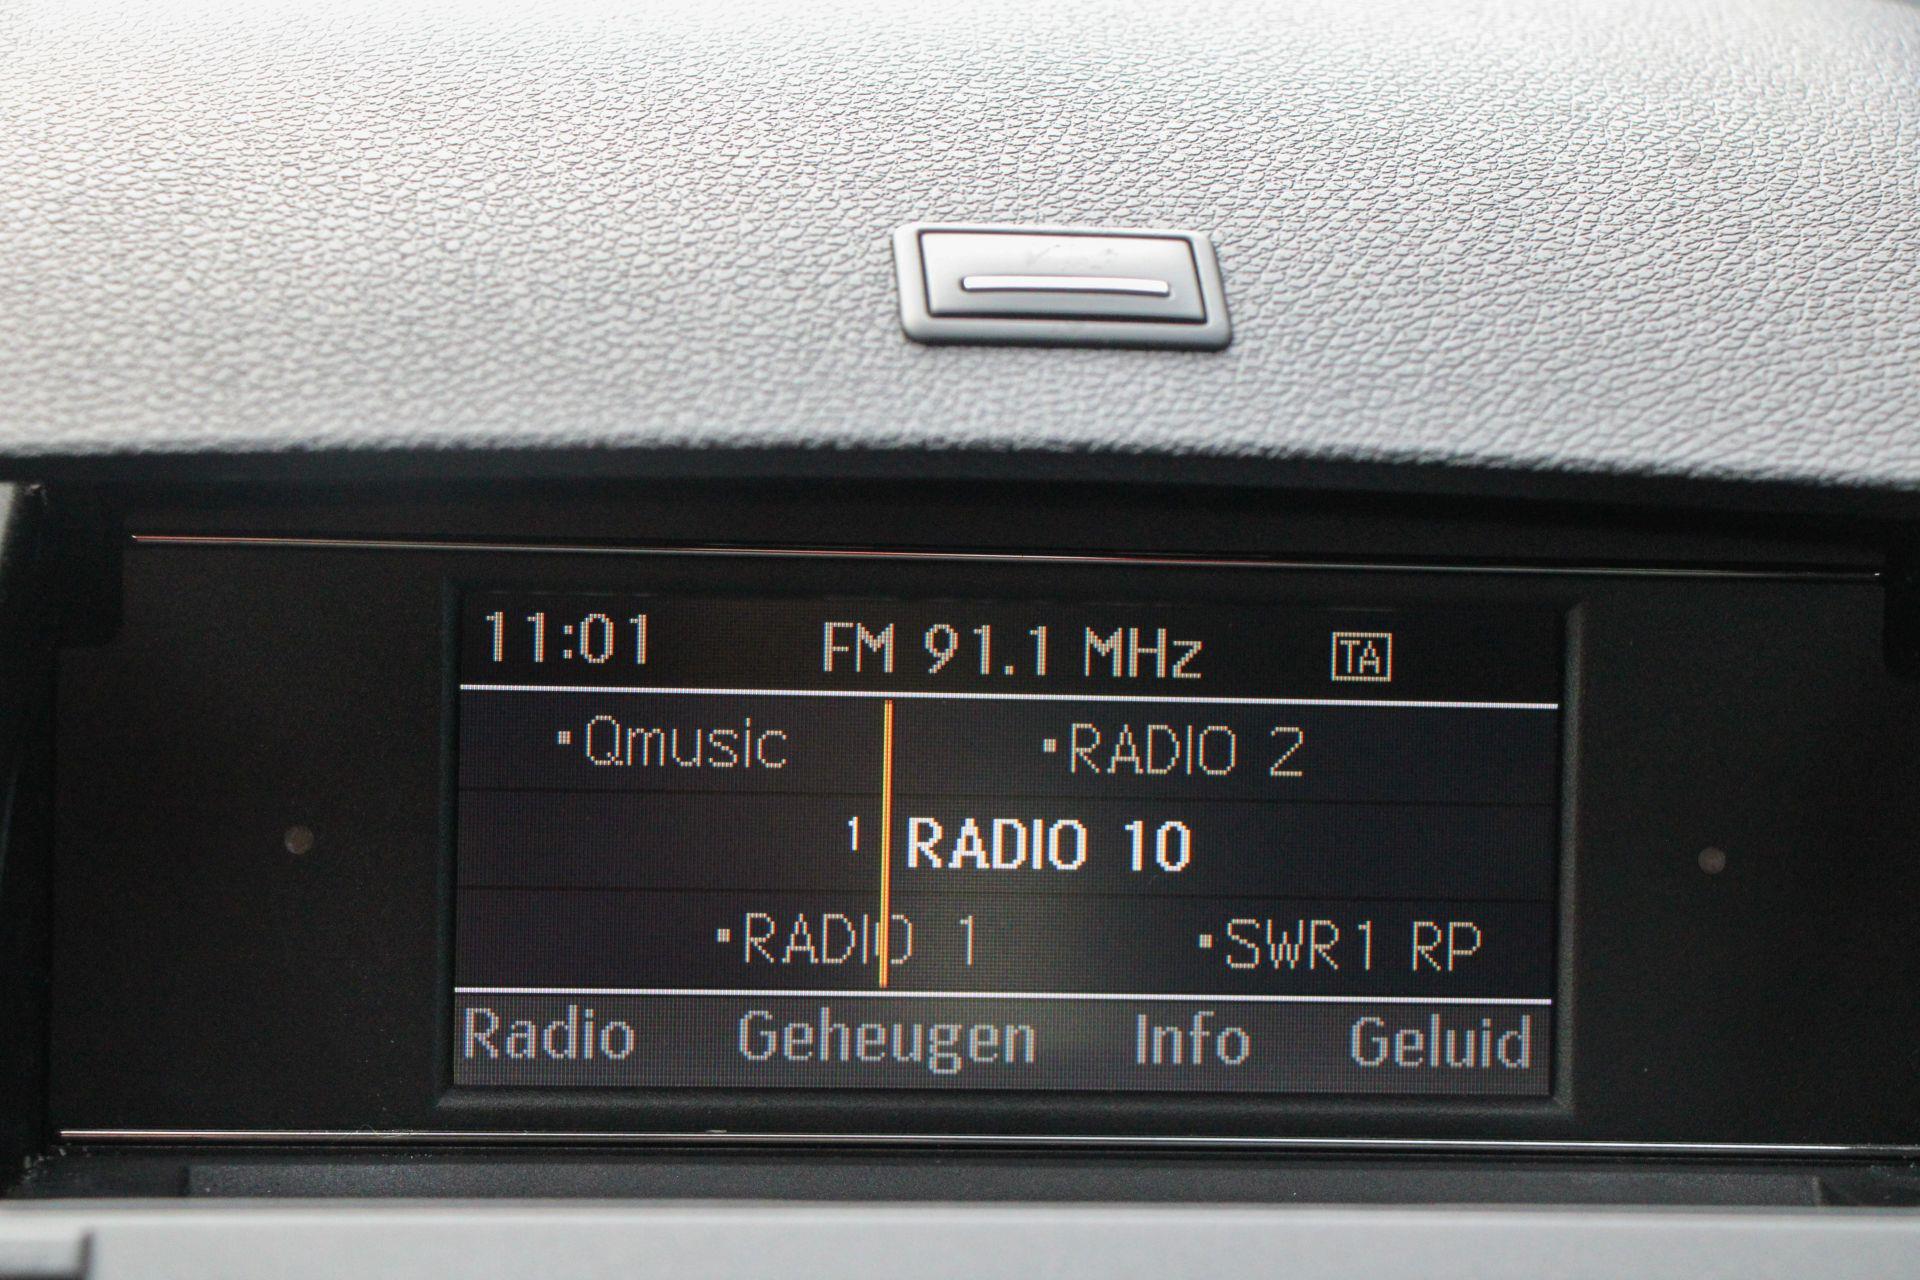 11:01 FM 91.1 MHz TA
Qmusic RADIO 2
1 RADIO 10
RADIO 1 SWR1 RP
Radio Geheugen Info Geluid